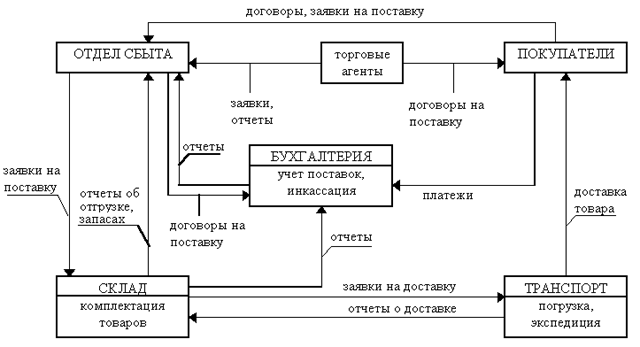 договоры, заявки на поставку
ОТДЕЛ СБЫТА
торговые
агенты
ПОКУПАТЕЛИ
заявки,
отчеты
договоры на
поставку
отчеты
БУХГАЛТЕРИЯ
учет поставок,
инкассация
заявки на
поставку
отчеты об
отгрузке,
запасах
платежи
доставка
товара
договоры на
поставку
отчеты
СКЛАД
комплектация
товаров
заявки на доставку
отчеты о доставке
ТРАНСПОРТ
погрузка,
экспедиция